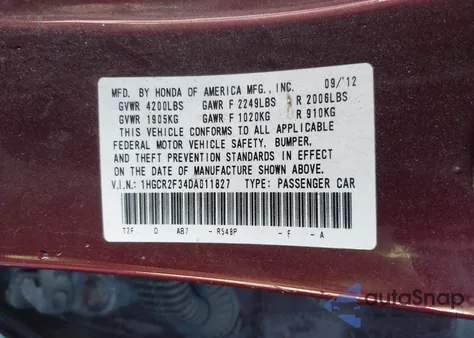 MFD. BY HONDA OF AMERICA MFG., INC. 09/12
GVWR 4200LBS GAWR F 2249LBS R 2006LBS
GVWR 1905KG GAWR F 1020KG R 910KG
THIS VEHICLE CONFORMS TO ALL APPLICABLE
FEDERAL MOTOR VEHICLE SAFETY, BUMPER,
AND THEFT PREVENTION STANDARDS IN EFFECT
ON THE DATE OF MANUFACTURE SHOWN ABOVE.
V.I.N.: 1HGCR2F34DA011827 TYPE: PASSENGER CAR
T2F D AB7 - R548P - E - A
autoSnap